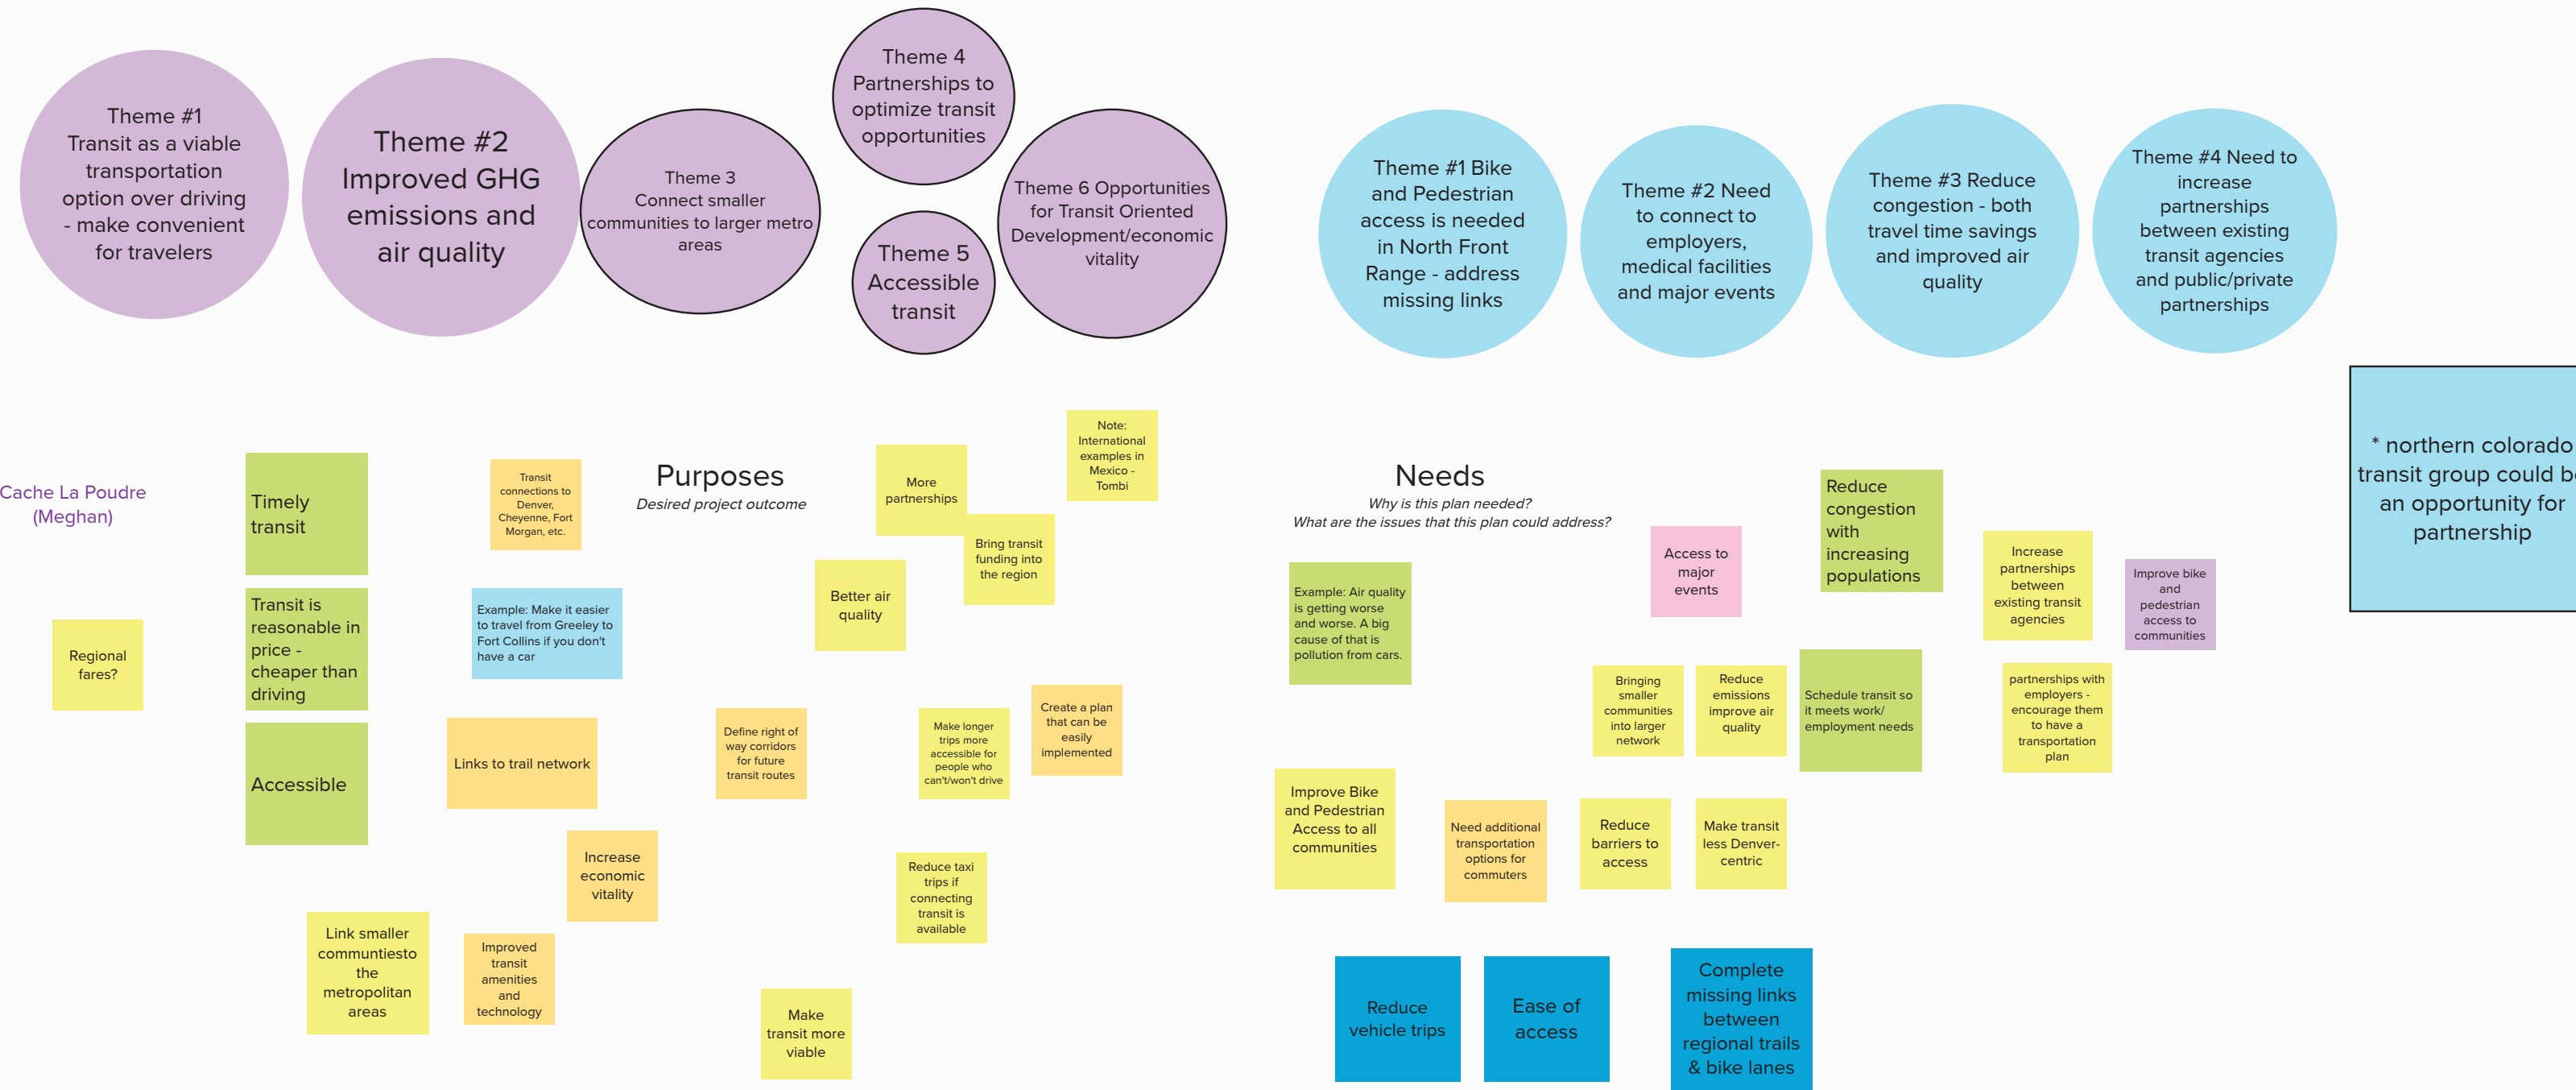 Theme #1
Transit as a viable
transportation
option over driving
- make convenient
for travelers
Theme #2
Improved GHG
emissions and
air quality
Theme 3
Connect smaller
communities to larger metro
areas
Theme 4
Partnerships to
optimize transit
opportunities
Theme 5
Accessible
transit
Theme 6 Opportunities
for Transit Oriented
Development/economic
vitality
Theme #1 Bike
and Pedestrian
access is needed
in North Front
Range - address
missing links
Theme #2 Need
to connect to
employers,
medical facilities
and major events
Theme #3 Reduce
congestion - both
travel time savings
and improved air
quality
Theme #4 Need to
increase
partnerships
between existing
transit agencies
and public/private
partnerships
* northern colorado
transit group could be
an opportunity for
partnership
Cache La Poudre
(Meghan)
Regional
fares?
Timely
transit
Transit is
reasonable in
price -
cheaper than
driving
Accessible
Transit
connections to
Denver,
Cheyenne, Fort
Morgan, etc.
Example: Make it easier
to travel from Greeley to
Fort Collins if you don't
have a car
Links to trail network
Increase
economic
vitality
Link smaller
communtiesto
the
metropolitan
areas
Improved
transit
amenities
and
technology
Purposes
Desired project outcome
More
partnerships
Note:
International
examples in
Mexico -
Tombi
Bring transit
funding into
the region
Better air
quality
Define right of
way corridors
for future
transit routes
Make longer
trips more
accessible for
people who
can't/won't drive
Create a plan
that can be
easily
implemented
Reduce taxi
trips if
connecting
transit is
available
Make
transit more
viable
Needs
Why is this plan needed?
What are the issues that this plan could address?
Example: Air quality
is getting worse
and worse. A big
cause of that is
pollution from cars.
Access to
major
events
Reduce
congestion
with
increasing
populations
Increase
partnerships
between
existing transit
agencies
Improve bike
and
pedestrian
access to
communities
Bringing
smaller
communities
into larger
network
Reduce
emissions
improve air
quality
Schedule transit so
it meets work/
employment needs
partnerships with
employers -
encourage them
to have a
transportation
plan
Improve Bike
and Pedestrian
Access to all
communities
Need additional
transportation
options for
commuters
Reduce
barriers to
access
Make transit
less Denver-
centric
Reduce
vehicle trips
Ease of
access
Complete
missing links
between
regional trails
& bike lanes